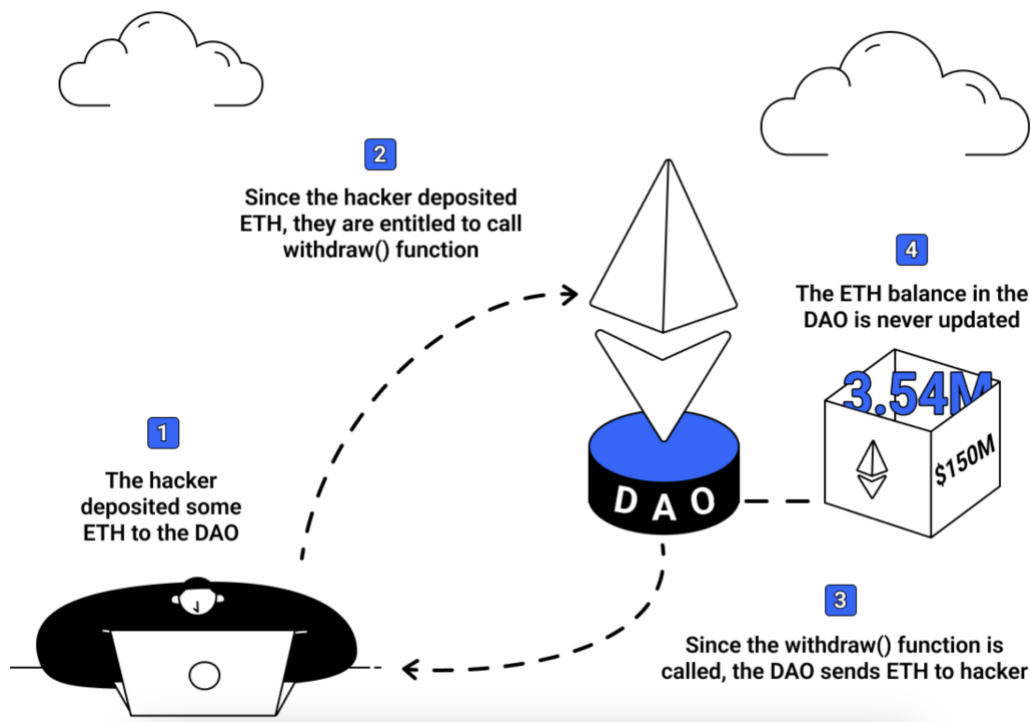 1
The hacker
deposited some
ETH to the DAO
2
Since the hacker deposited
ETH, they are entitled to call
withdraw() function
DAO
3
Since the withdraw() function is
called, the DAO sends ETH to hacker
4
The ETH balance in the
DAO is never updated
3.54M
$150M